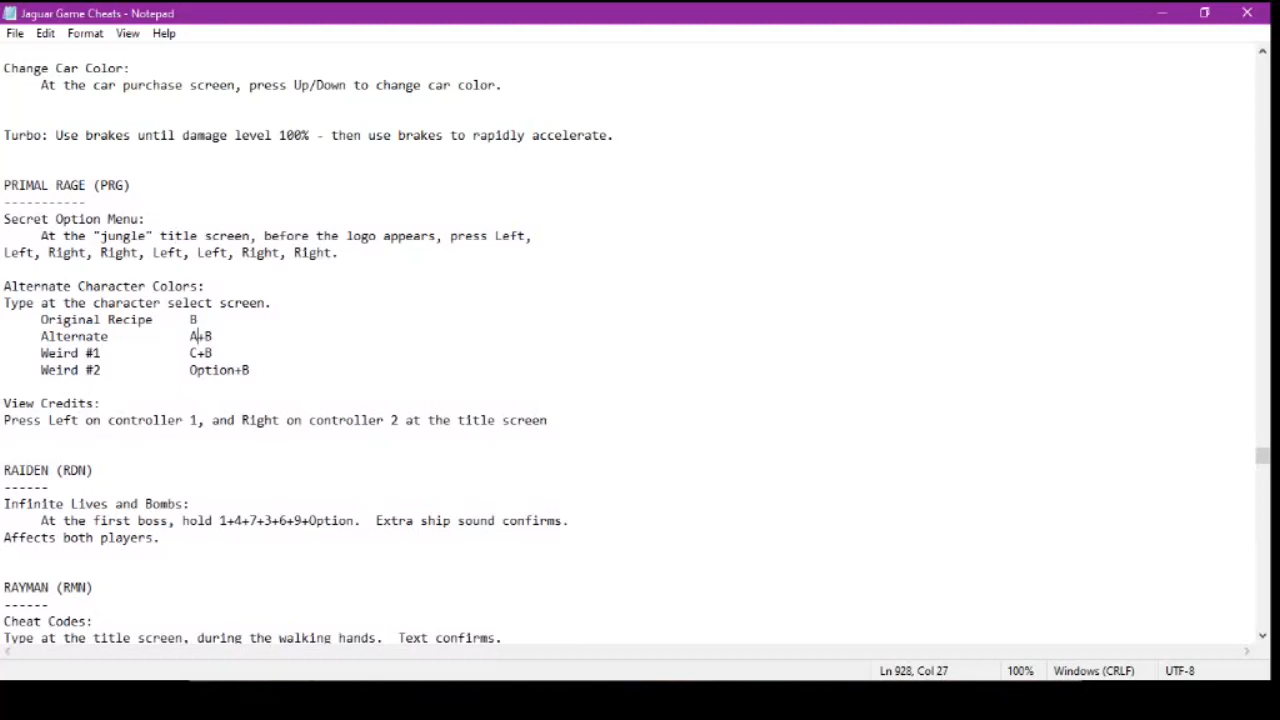 Jaguar Game Cheats - Notepad
File Edit Format View Help
Change Car Color:
At the car purchase screen, press Up/Down to change car color.
Turbo: Use brakes until damage level 100% - then use brakes to rapidly accelerate.
PRIMAL RAGE (PRG)
-----------
Secret Option Menu:
At the "jungle" title screen, before the logo appears, press Left,
Left, Right, Right, Left, Left, Right, Right.
Alternate Character Colors:
Type at the character select screen.
Original Recipe B
Alternate A+B
Weird #1 C+B
Weird #2 Option+B
View Credits:
Press Left on controller 1, and Right on controller 2 at the title screen
RAIDEN (RDN)
------
Infinite Lives and Bombs:
At the first boss, hold 1+4+7+3+6+9+Option. Extra ship sound confirms.
Affects both players.
RAYMAN (RMN)
------
Cheat Codes:
Type at the title screen, during the walking hands. Text confirms.
Ln 928, Col 27 100% Windows (CRLF) UTF-8